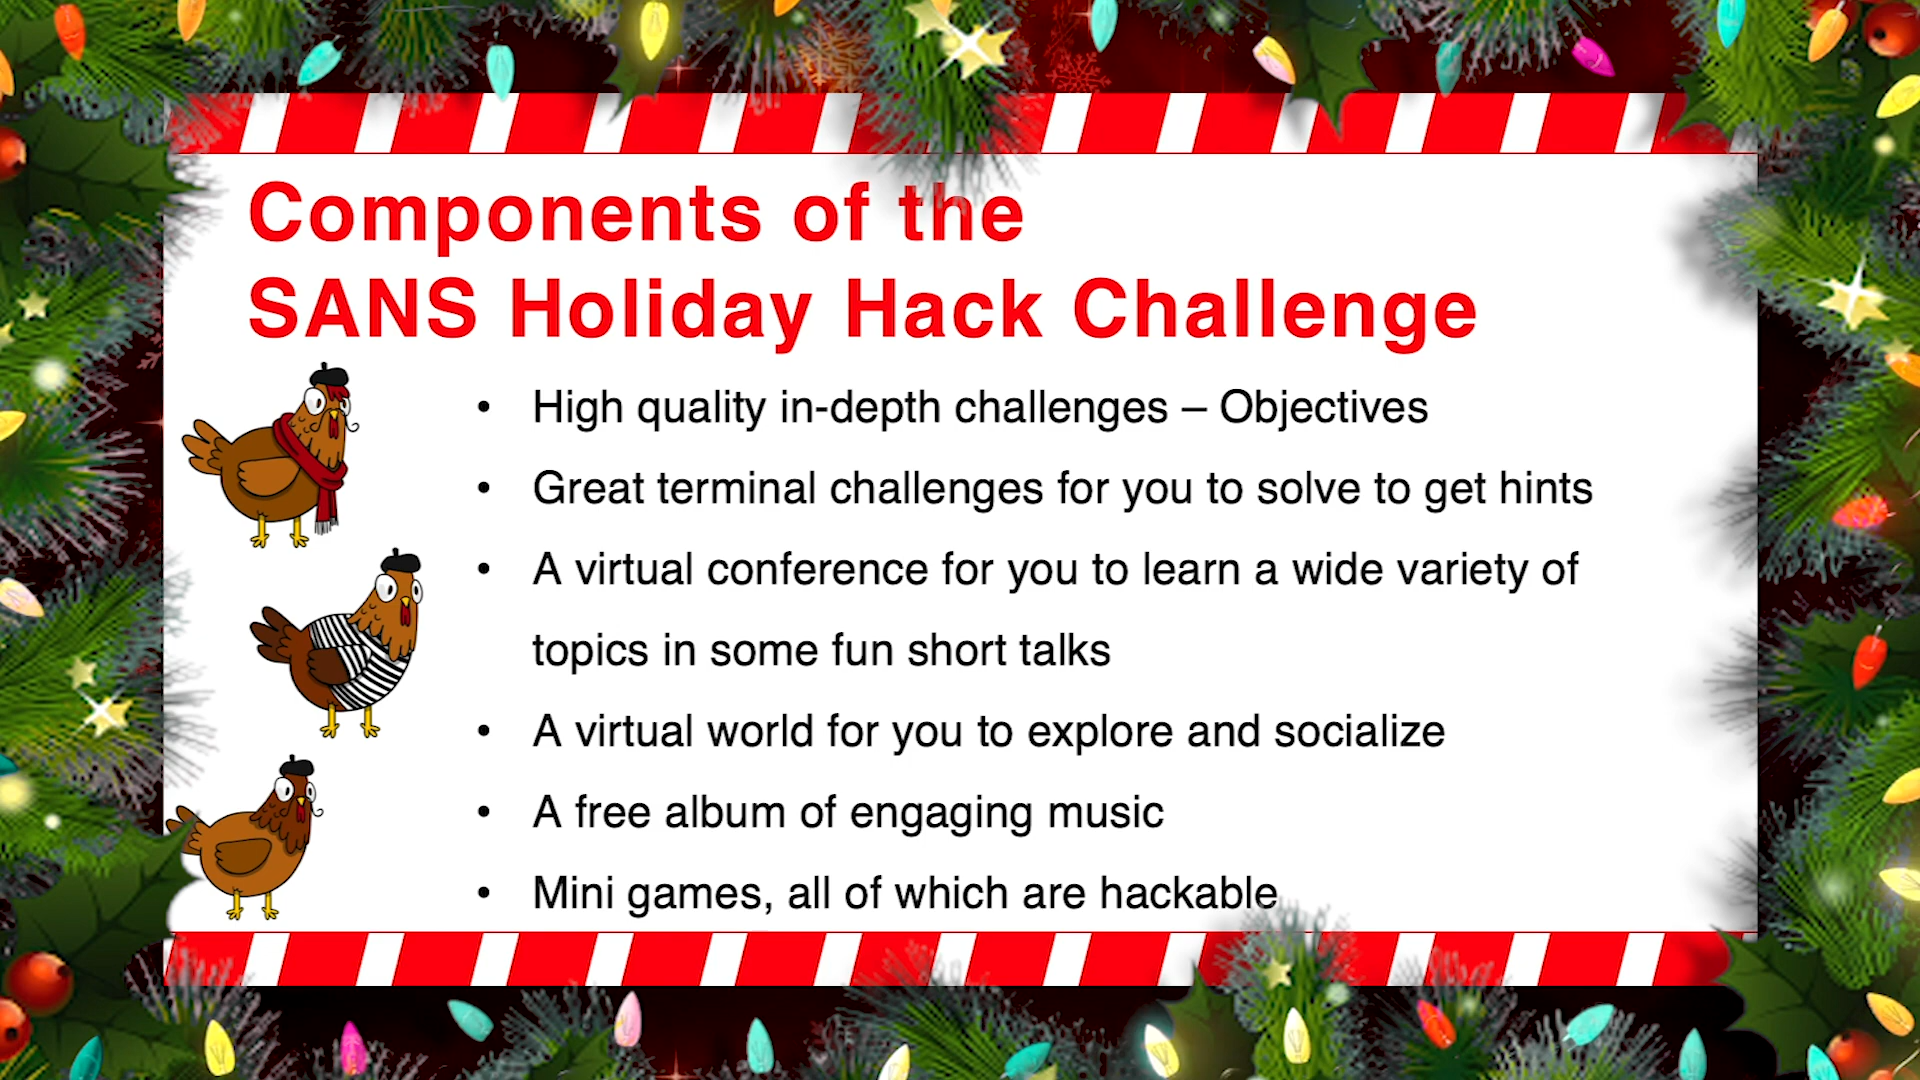 Components of the
SANS Holiday Hack Challenge
• High quality in-depth challenges – Objectives
• Great terminal challenges for you to solve to get hints
• A virtual conference for you to learn a wide variety of
topics in some fun short talks
• A virtual world for you to explore and socialize
• A free album of engaging music
• Mini games, all of which are hackable